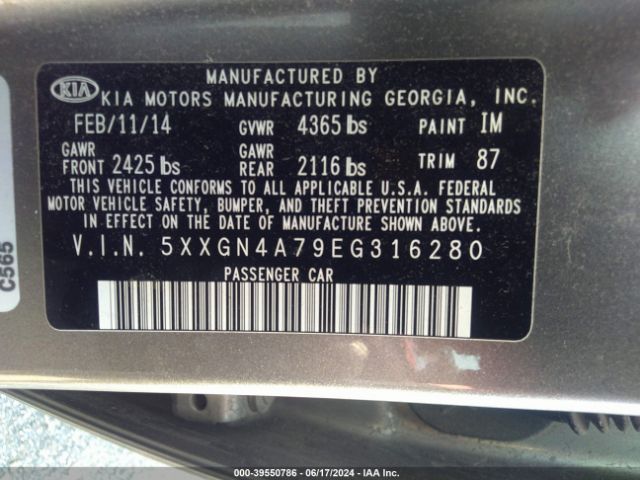 MANUFACTURED BY
KIA KIA MOTORS MANUFACTURING GEORGIA, INC.
FEB/11/14 GVWR 4365 lbs PAINT IM
GAWR FRONT 2425 lbs GAWR REAR 2116 lbs TRIM 87
THIS VEHICLE CONFORMS TO ALL APPLICABLE U.S.A. FEDERAL
MOTOR VEHICLE SAFETY, BUMPER, AND THEFT PREVENTION STANDARDS
IN EFFECT ON THE DATE OF MANUFACTURE SHOWN ABOVE.
V.I.N. 5XXGN4A79EG316280
PASSENGER CAR
C565
000-39550786 - 06/17/2024 - IAA Inc.